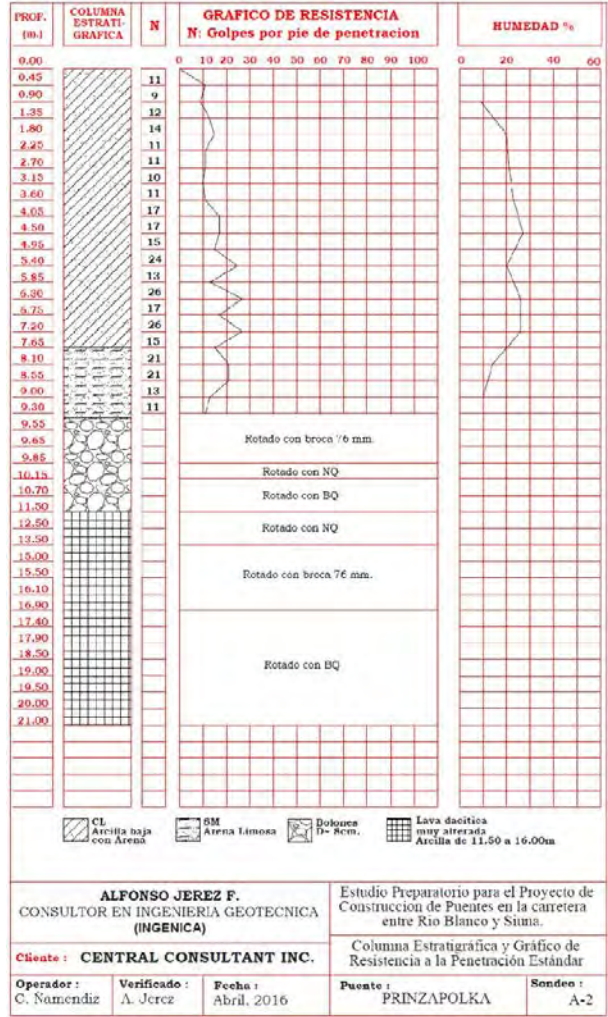 PROF. (m.)
COLUMNA ESTRATI- GRAFICA
N
GRAFICO DE RESISTENCIA
N: Golpes por pie de penetracion
HUMEDAD %
0.00
0 10 20 30 40 50 60 70 80 90 100
0 20 40 60
0.45 11
0.90 9
1.35 12
1.80 14
2.25 11
2.70 11
3.15 10
3.60 11
4.05 17
4.50 17
4.95 15
5.40 24
5.85 13
6.30 26
6.75 17
7.20 26
7.65 15
8.10 21
8.55 21
9.00 13
9.30 11
9.55
9.65
Rotado con broca 76 mm.
9.85
10.15
Rotado con NQ
10.70
Rotado con BQ
11.50
12.50
Rotado con NQ
13.50
15.00
15.50
Rotado con broca 76 mm.
16.10
16.90
17.40
17.90
18.50
19.00
Rotado con BQ
19.50
20.00
21.00
CL
Arcilla baja
con Arena
SM
Arena Limosa
Bolones
D~ 8cm.
Lava dacitica
muy alterada
Arcilla de 11.50 a 16.00m
ALFONSO JEREZ F.
CONSULTOR EN INGENIERIA GEOTECNICA
(INGENICA)
Cliente : CENTRAL CONSULTANT INC.
Estudio Preparatorio para el Proyecto de
Construccion de Puentes en la carretera
entre Rio Blanco y Siuna.
Columna Estratigráfica y Gráfico de
Resistencia a la Penetración Estándar
Operador :
C. Namendiz
Verificado :
A. Jerez
Fecha :
Abril, 2016
Puente :
PRINZAPOLKA
Sondeo :
A-2